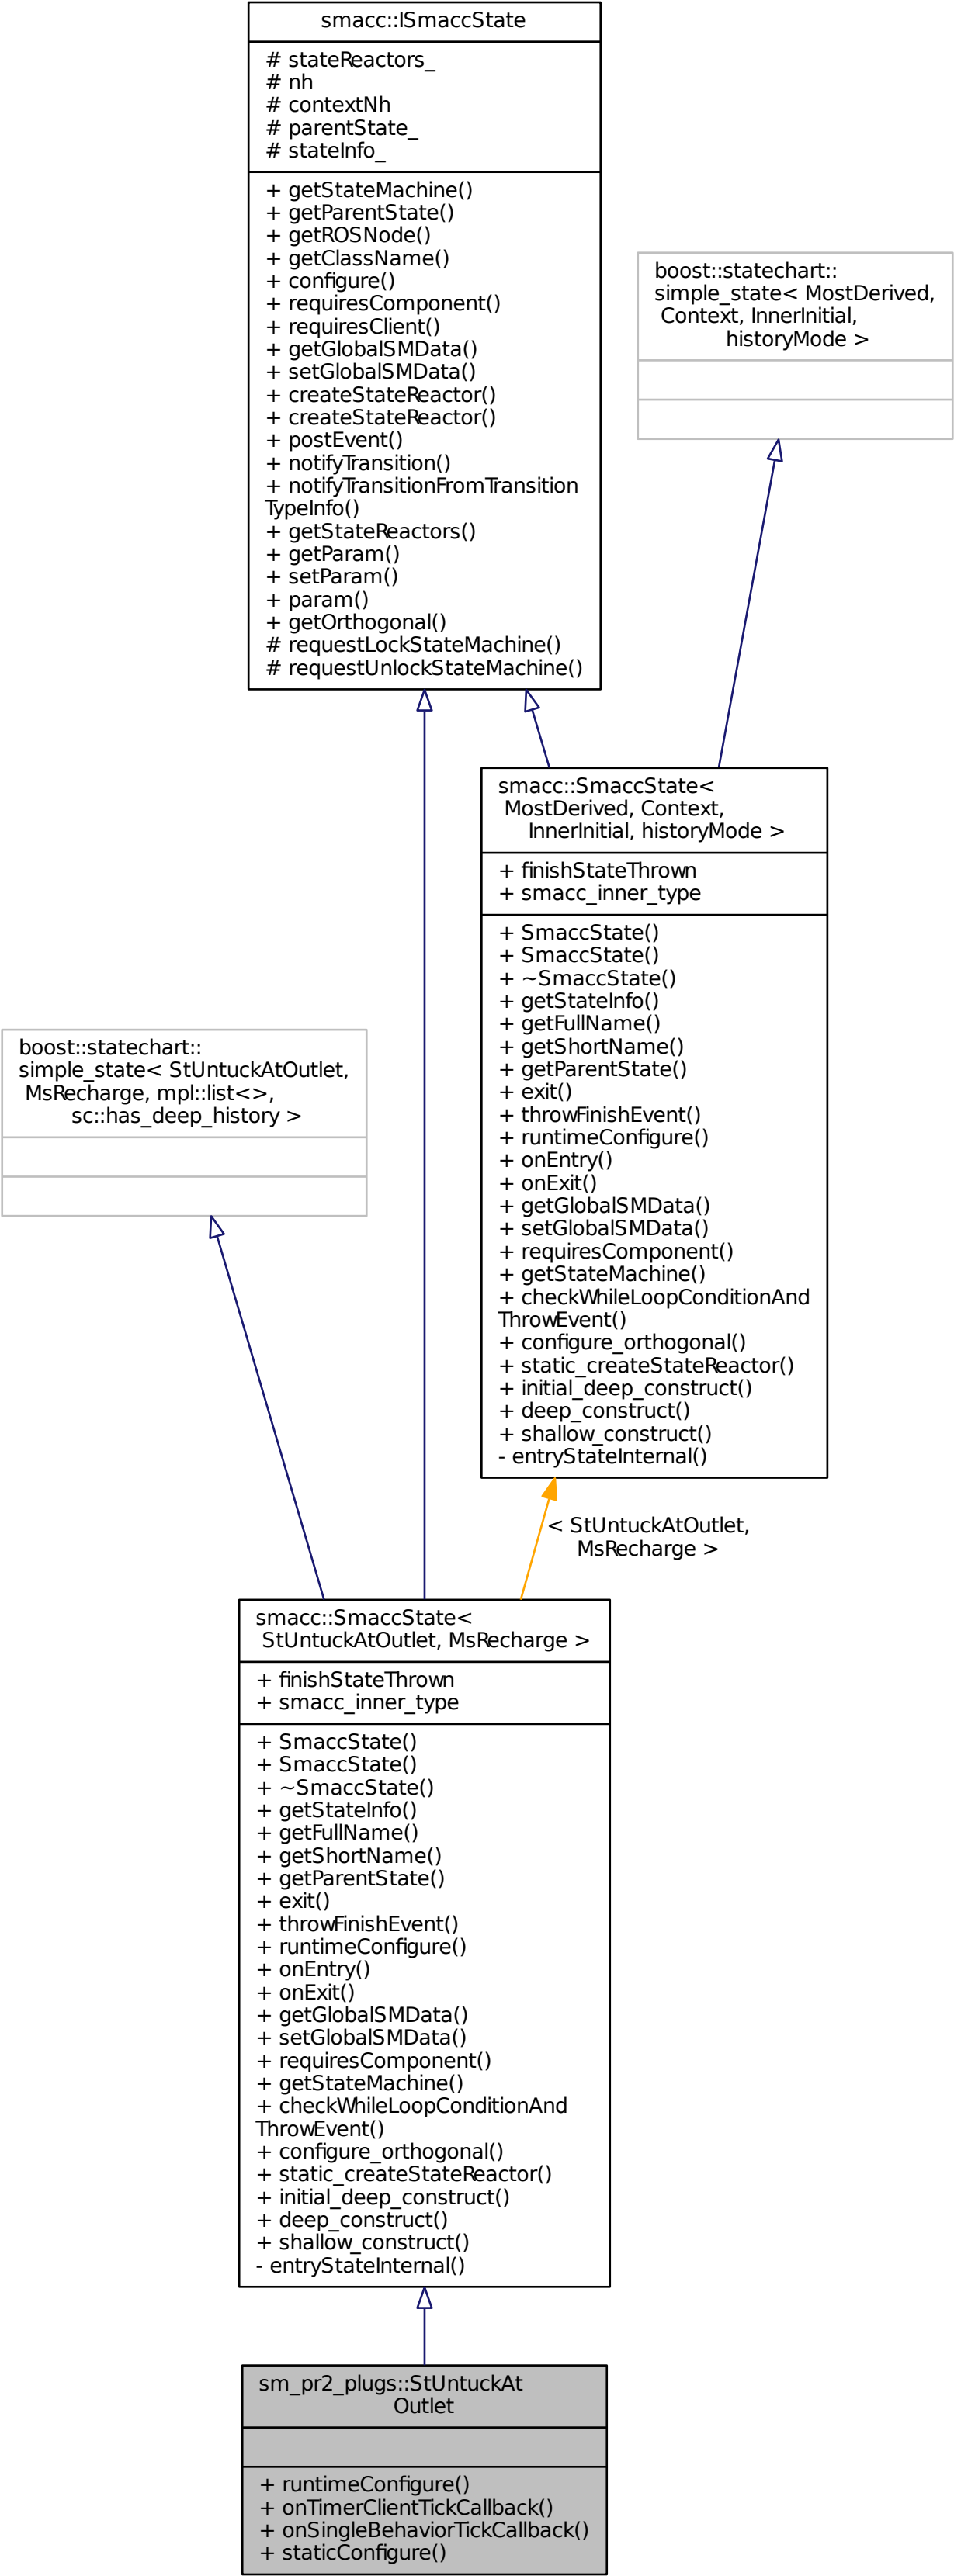 smacc::ISmaccState
# stateReactors_
# nh
# contextNh
# parentState_
# stateInfo_
+ getStateMachine()
+ getParentState()
+ getROSNode()
+ getClassName()
+ configure()
+ requiresComponent()
+ requiresClient()
+ getGlobalSMData()
+ setGlobalSMData()
+ createStateReactor()
+ createStateReactor()
+ postEvent()
+ notifyTransition()
+ notifyTransitionFromTransition
TypeInfo()
+ getStateReactors()
+ getParam()
+ setParam()
+ param()
+ getOrthogonal()
# requestLockStateMachine()
# requestUnlockStateMachine()
boost::statechart::
simple_state< MostDerived,
Context, InnerInitial,
historyMode >
smacc::SmaccState<
MostDerived, Context,
InnerInitial, historyMode >
+ finishStateThrown
+ smacc_inner_type
+ SmaccState()
+ SmaccState()
+ ~SmaccState()
+ getStateInfo()
+ getFullName()
+ getShortName()
+ getParentState()
+ exit()
+ throwFinishEvent()
+ runtimeConfigure()
+ onEntry()
+ onExit()
+ getGlobalSMData()
+ setGlobalSMData()
+ requiresComponent()
+ getStateMachine()
+ checkWhileLoopConditionAnd
ThrowEvent()
+ configure_orthogonal()
+ static_createStateReactor()
+ initial_deep_construct()
+ deep_construct()
+ shallow_construct()
- entryStateInternal()
boost::statechart::
simple_state< StUntuckAtOutlet,
MsRecharge, mpl::list<>,
sc::has_deep_history >
< StUntuckAtOutlet,
MsRecharge >
smacc::SmaccState<
StUntuckAtOutlet, MsRecharge >
+ finishStateThrown
+ smacc_inner_type
+ SmaccState()
+ SmaccState()
+ ~SmaccState()
+ getStateInfo()
+ getFullName()
+ getShortName()
+ getParentState()
+ exit()
+ throwFinishEvent()
+ runtimeConfigure()
+ onEntry()
+ onExit()
+ getGlobalSMData()
+ setGlobalSMData()
+ requiresComponent()
+ getStateMachine()
+ checkWhileLoopConditionAnd
ThrowEvent()
+ configure_orthogonal()
+ static_createStateReactor()
+ initial_deep_construct()
+ deep_construct()
+ shallow_construct()
- entryStateInternal()
sm_pr2_plugs::StUntuckAt
Outlet
+ runtimeConfigure()
+ onTimerClientTickCallback()
+ onSingleBehaviorTickCallback()
+ staticConfigure()